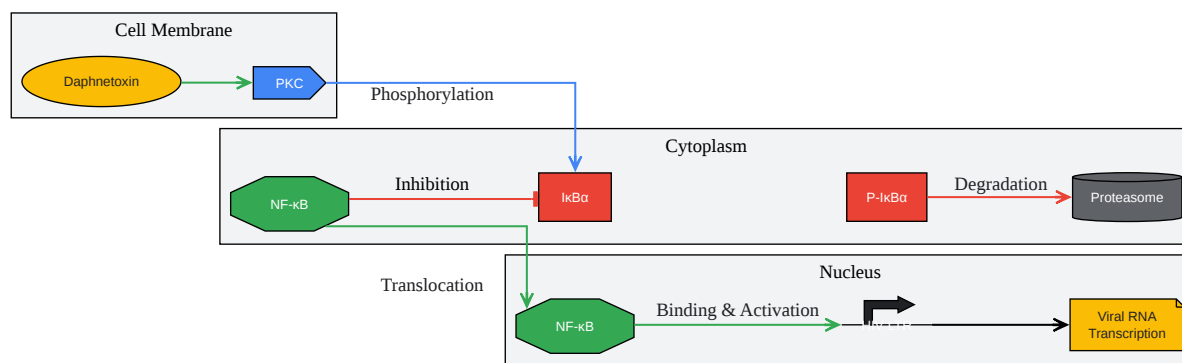 Cell Membrane
Daphnetoxin
PKC
Phosphorylation
Cytoplasm
NF-κB
Inhibition
IκBα
P-IκBα
Degradation
Proteasome
Translocation
Nucleus
NF-κB
Binding & Activation
Viral RNA
Transcription